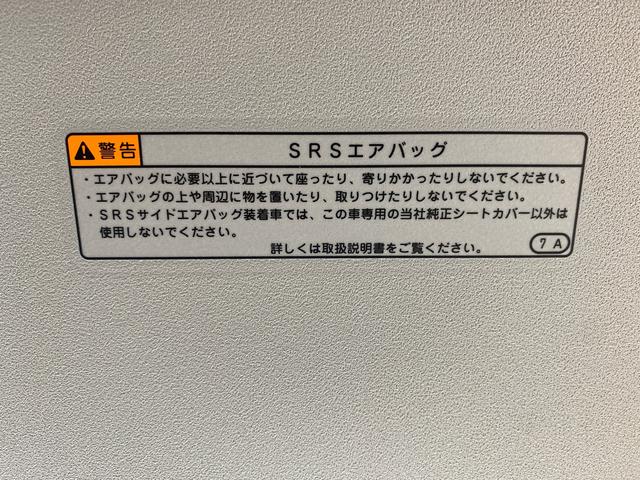 警告
SRSエアバッグ
・エアバッグに必要以上に近づいて座ったり、寄りかかったりしないでください。
・エアバッグの上や周辺に物を置いたり、取りつけたりしないでください。
・SRSサイドエアバッグ装着車では、この車専用の当社純正シートカバー以外は
使用しないでください。
詳しくは取扱説明書をご覧ください。
7A